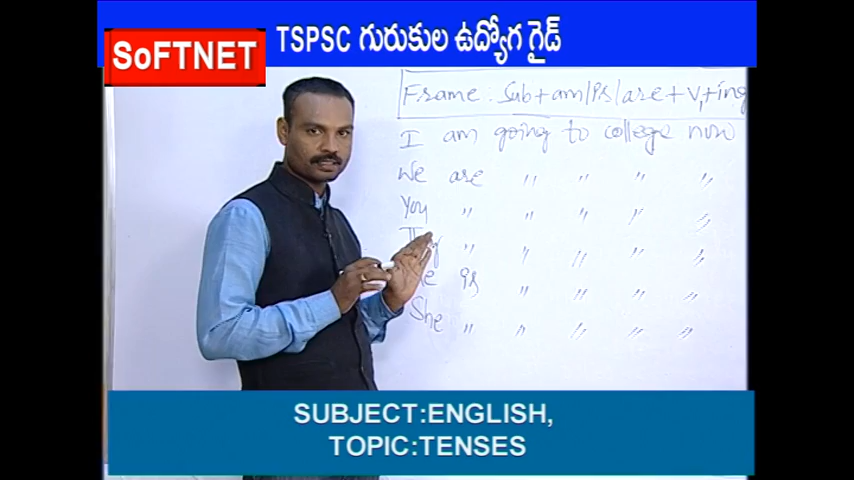 SoFTNET
TSPSC గురుకుల ఉద్యోగ గైడ్
Frame: Sub+am/is/are+V1+ing
I am going to college now
We are " " " "
You " " " " "
They " " " " "
He is " " " "
She " " " " "
SUBJECT:ENGLISH,
TOPIC:TENSES